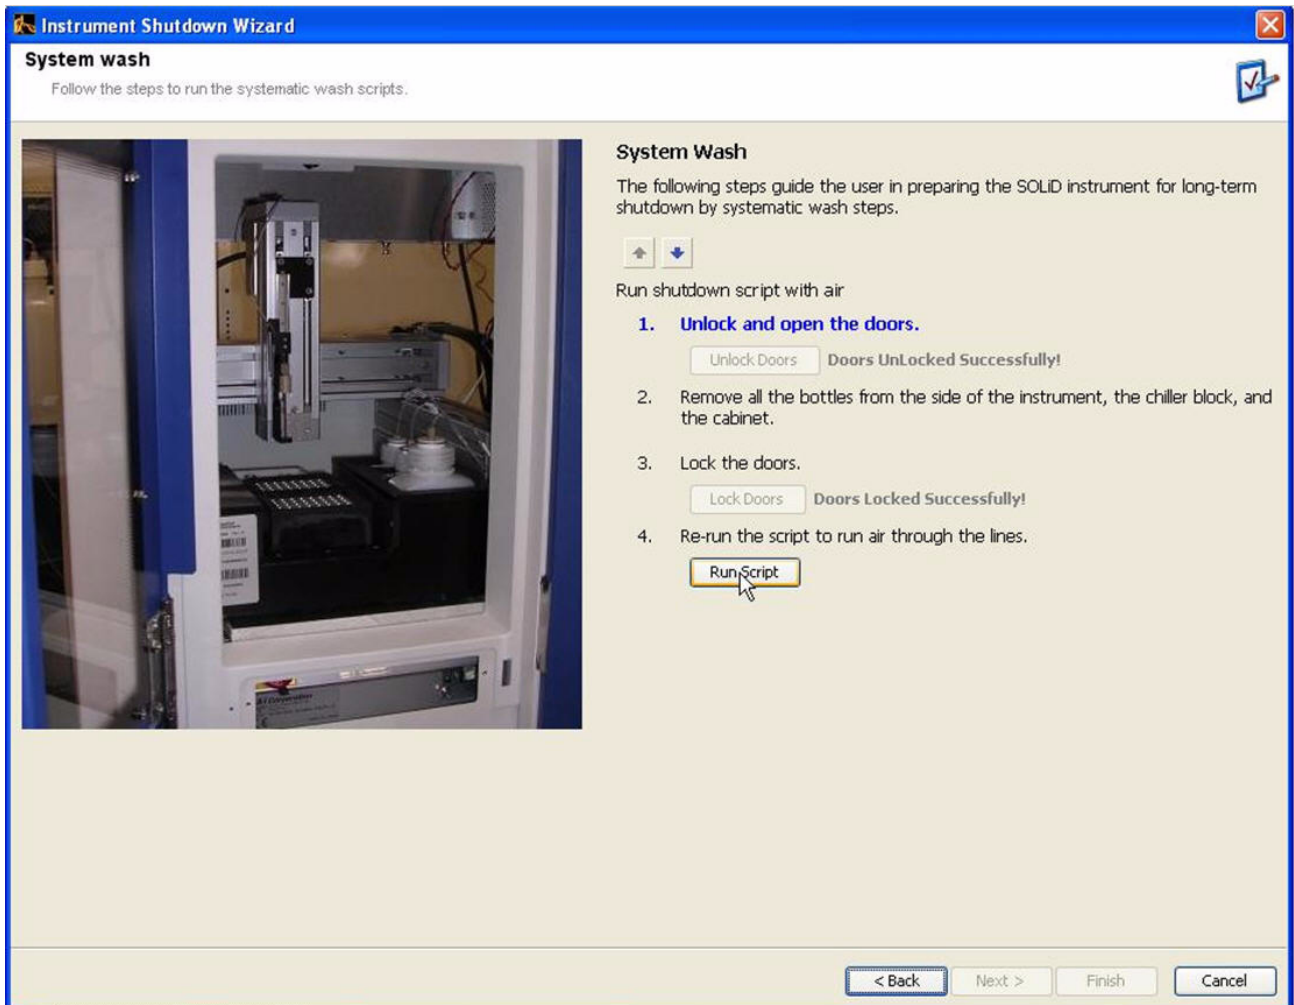 Instrument Shutdown Wizard
System wash
Follow the steps to run the systematic wash scripts.
System Wash
The following steps guide the user in preparing the SOLiD instrument for long-term
shutdown by systematic wash steps.
Run shutdown script with air
1. Unlock and open the doors.
Unlock Doors Doors UnLocked Successfully!
2. Remove all the bottles from the side of the instrument, the chiller block, and
the cabinet.
3. Lock the doors.
Lock Doors Doors Locked Successfully!
4. Re-run the script to run air through the lines.
Run Script
< Back Next > Finish Cancel